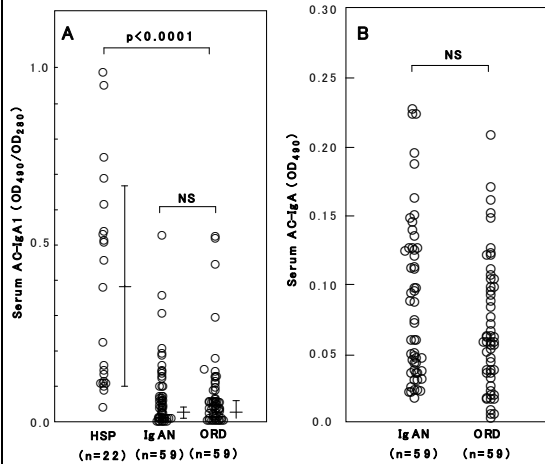 A
p<0.0001
NS
Serum AC-IgA1 (OD490/OD280)
1.0
0.5
0.0
HSP
IgAN
ORD
(n=22)
(n=59)
(n=59)
B
NS
Serum AC-IgA (OD490)
0.30
0.25
0.20
0.15
0.10
0.05
0.0
IgAN
ORD
(n=59)
(n=59)